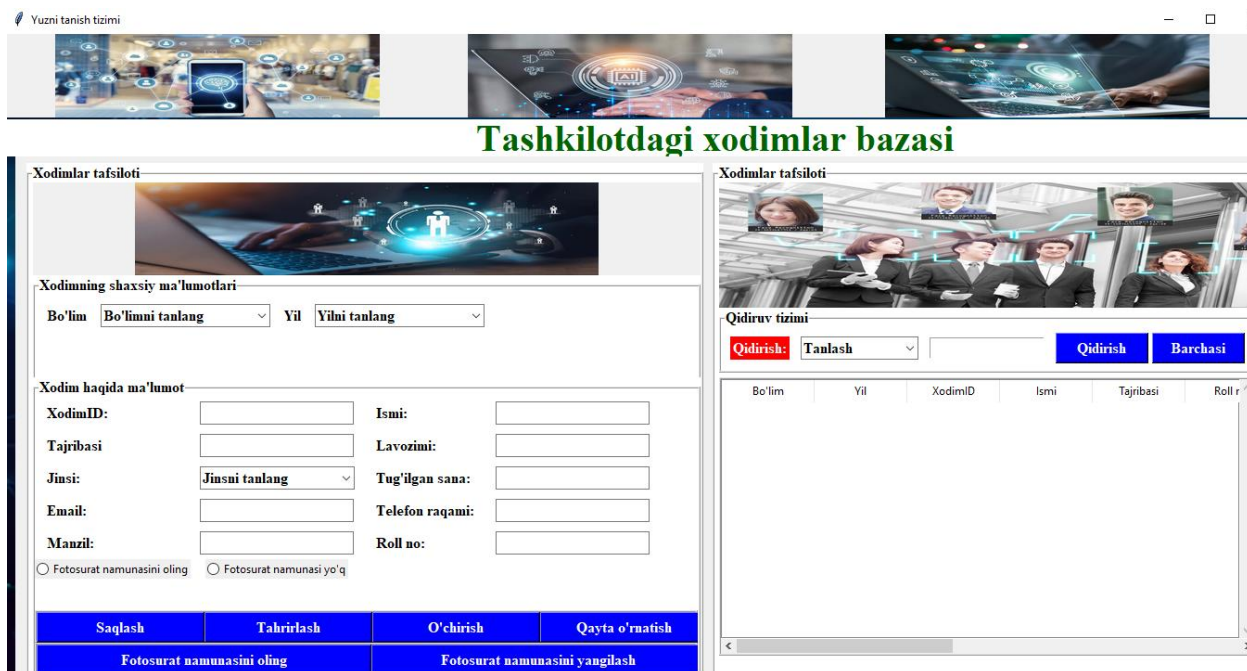 Yuzni tanish tizimi
AI
Tashkilotdagi xodimlar bazasi
Xodimlar tafsiloti
Xodimning shaxsiy ma'lumotlari
Bo'lim Bo'limni tanlang Yil Yilni tanlang
Xodim haqida ma'lumot
XodimID: Ismi:
Tajribasi Lavozimi:
Jinsi: Jinsni tanlang Tug'ilgan sana:
Email: Telefon raqami:
Manzil: Roll no:
Fotosurat namunasini oling Fotosurat namunasi yo'q
Saqlash Tahrirlash O'chirish Qayta o'rnatish
Fotosurat namunasini oling Fotosurat namunasini yangilash
Xodimlar tafsiloti
Qidiruv tizimi
Qidirish: Tanlash Qidirish Barchasi
Bo'lim Yil XodimID Ismi Tajribasi Roll